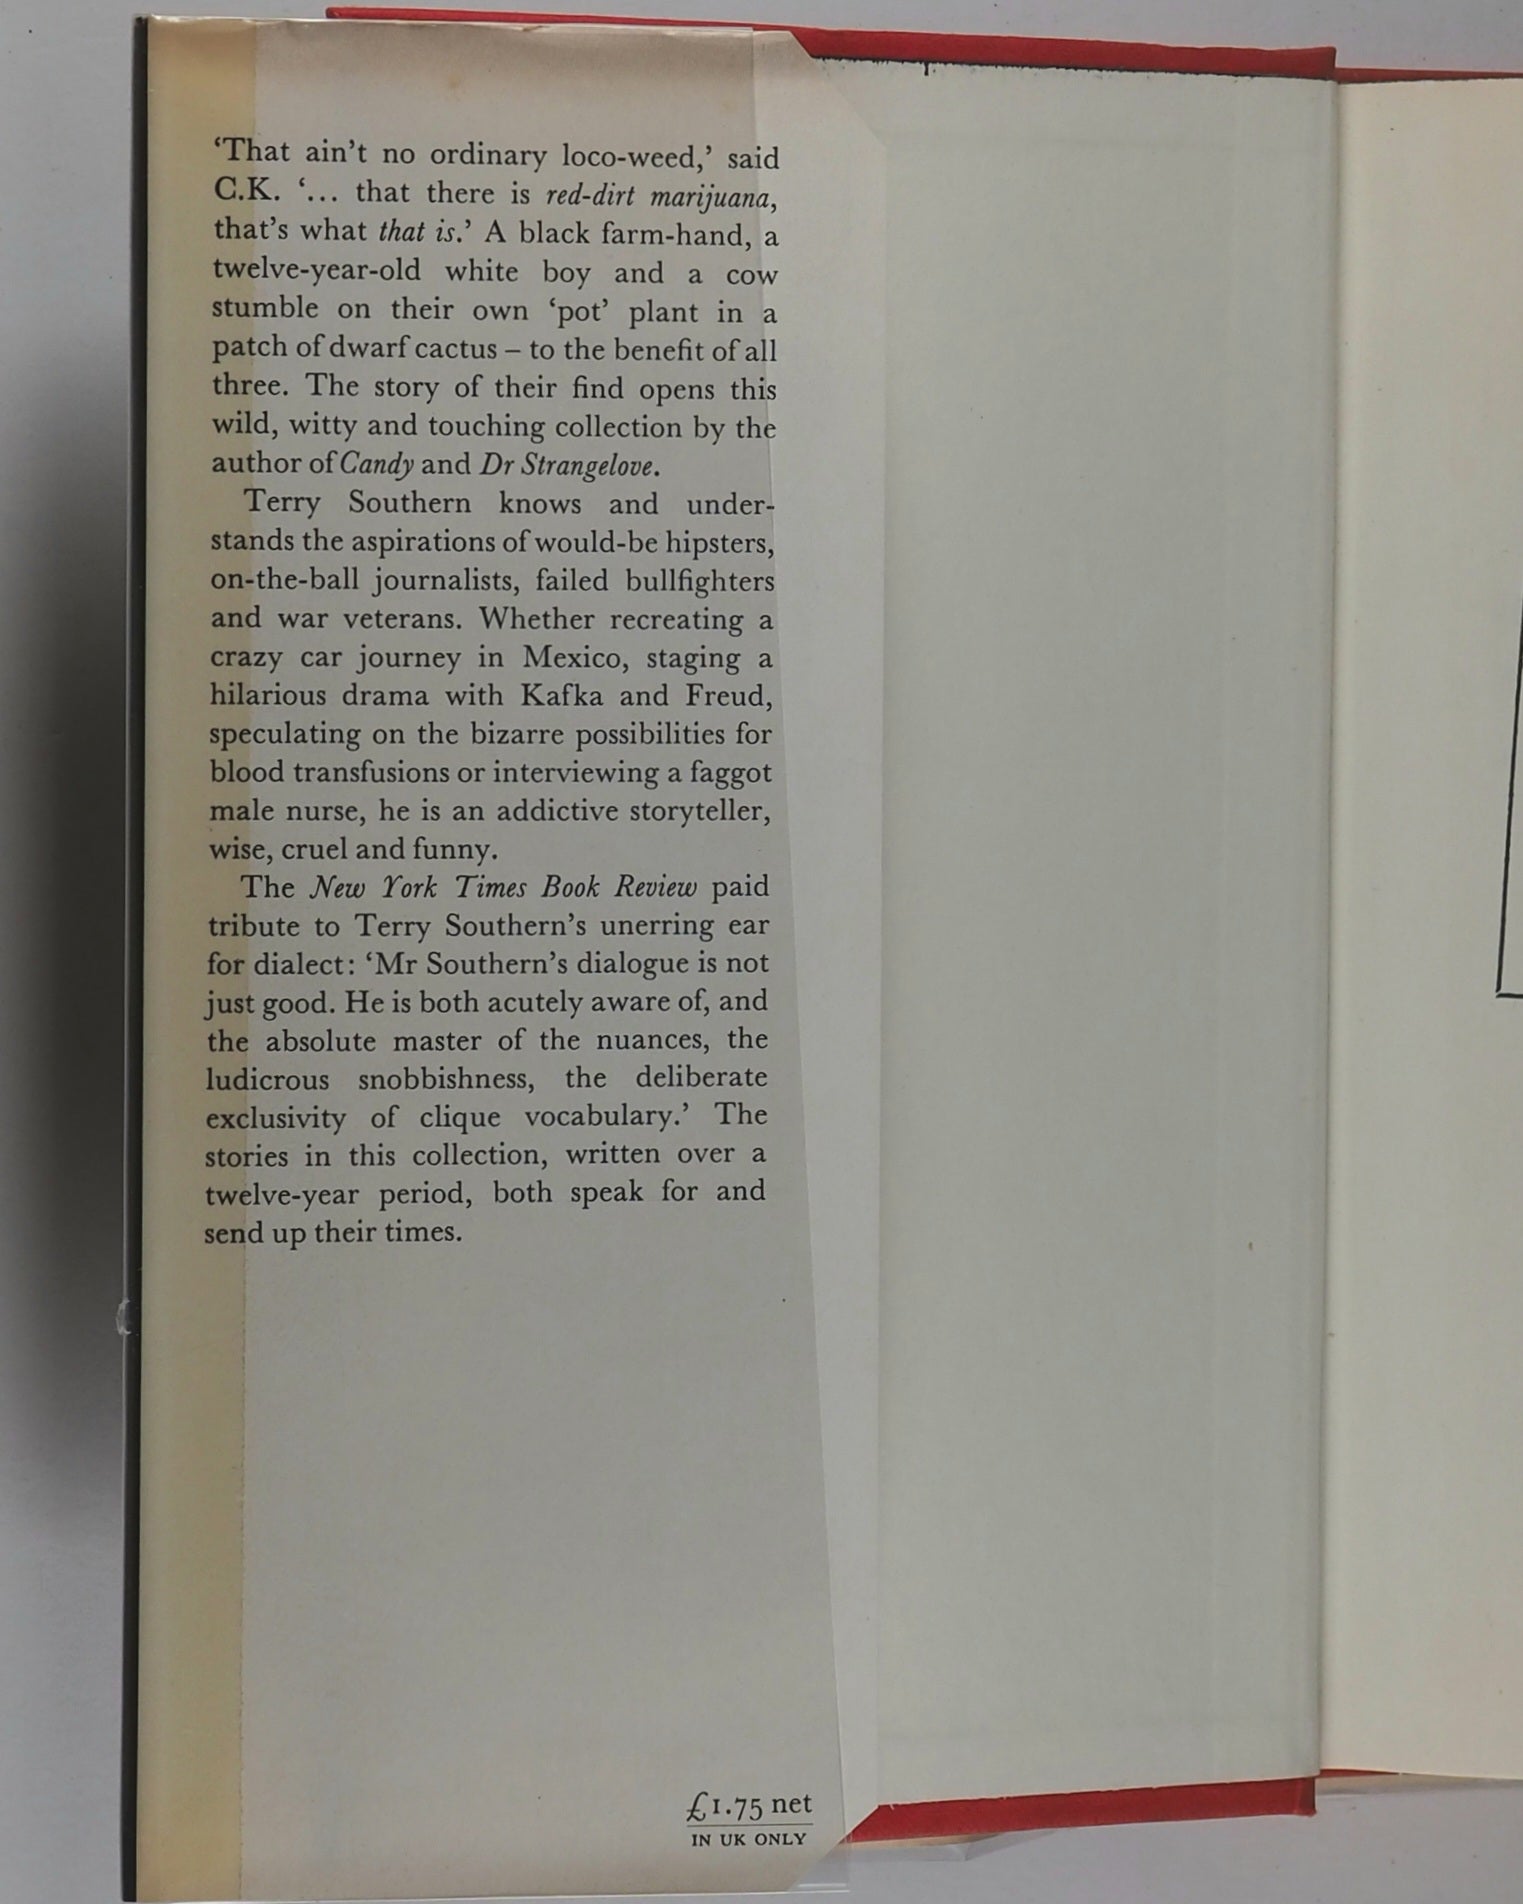 ‘That ain’t no ordinary loco-weed,’ said
C.K. ‘... that there is red-dirt marijuana,
that’s what that is.’ A black farm-hand, a
twelve-year-old white boy and a cow
stumble on their own ‘pot’ plant in a
patch of dwarf cactus – to the benefit of all
three. The story of their find opens this
wild, witty and touching collection by the
author of Candy and Dr Strangelove.
Terry Southern knows and under-
stands the aspirations of would-be hipsters,
on-the-ball journalists, failed bullfighters
and war veterans. Whether recreating a
crazy car journey in Mexico, staging a
hilarious drama with Kafka and Freud,
speculating on the bizarre possibilities for
blood transfusions or interviewing a faggot
male nurse, he is an addictive storyteller,
wise, cruel and funny.
The New York Times Book Review paid
tribute to Terry Southern’s unerring ear
for dialect: ‘Mr Southern’s dialogue is not
just good. He is both acutely aware of, and
the absolute master of the nuances, the
ludicrous snobbishness, the deliberate
exclusivity of clique vocabulary.’ The
stories in this collection, written over a
twelve-year period, both speak for and
send up their times.
£1.75 net
IN UK ONLY